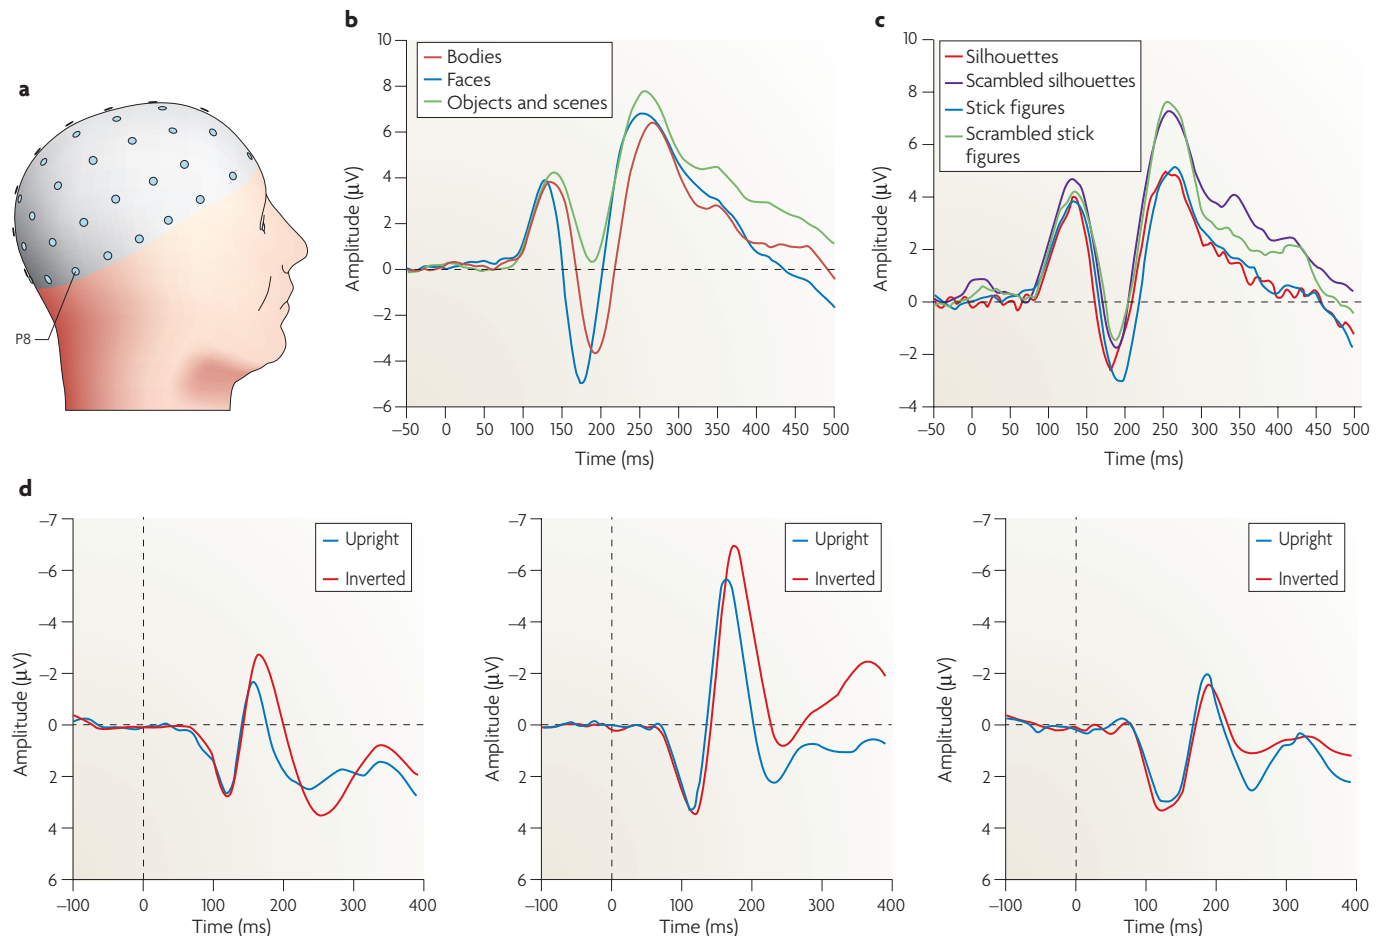 a
P8
b
10
8
6
4
2
0
−2
−4
−6
Amplitude (µV)
Bodies
Faces
Objects and scenes
−50 0 50 100 150 200 250 300 350 400 450 500
Time (ms)
c
10
8
6
4
2
0
−2
−4
Amplitude (µV)
Silhouettes
Scambled silhouettes
Stick figures
Scrambled stick
figures
−50 0 50 100 150 200 250 300 350 400 450 500
Time (ms)
d
−7
−6
−4
−2
0
2
4
6
Amplitude (µV)
Upright
Inverted
−100 0 100 200 300 400
Time (ms)
−7
−6
−4
−2
0
2
4
6
Amplitude (µV)
Upright
Inverted
−100 0 100 200 300 400
Time (ms)
−7
−6
−4
−2
0
2
4
6
Amplitude (µV)
Upright
Inverted
−100 0 100 200 300 400
Time (ms)